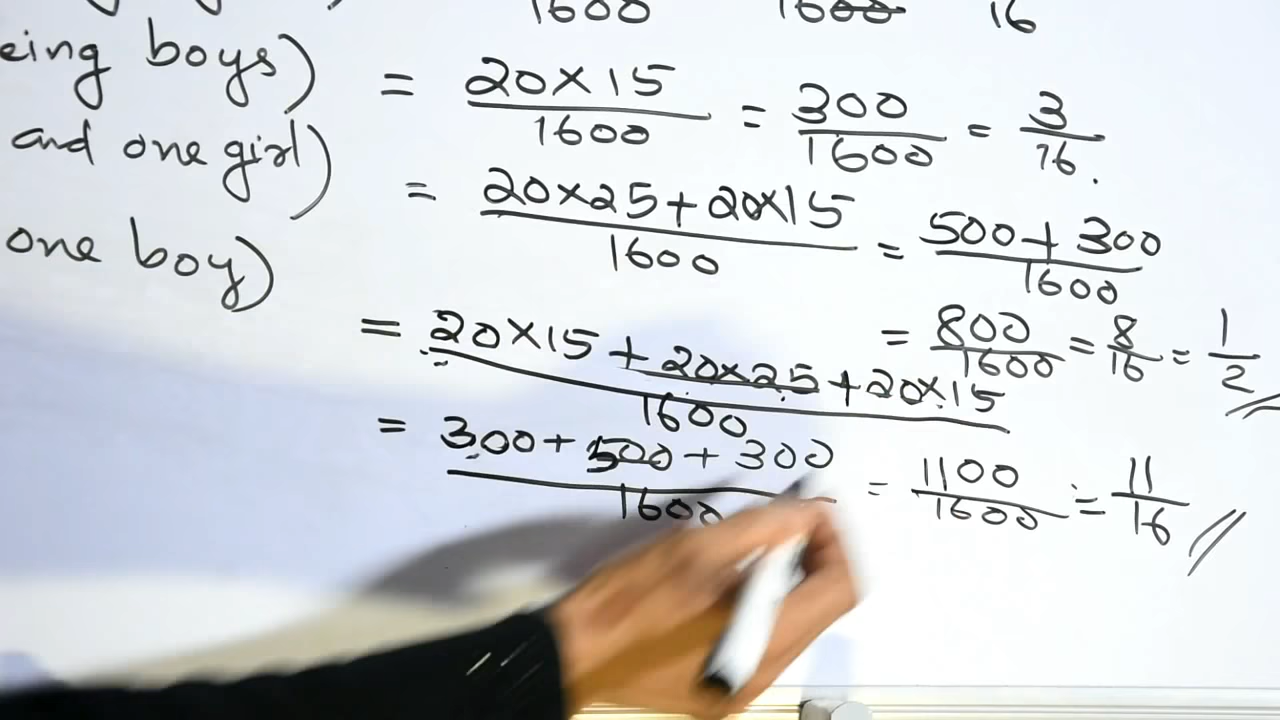 1600 1600 16
eing boys) = 20×15/1600 = 300/1600 = 3/16.
and one girl) = 20×25+20×15/1600 = 500+300/1600
= 800/1600 = 8/16 = 1/2
one boy)
= 20×15+20×25+20×15/1600
= 300+500+300/1600 = 1100/1600 = 11/16